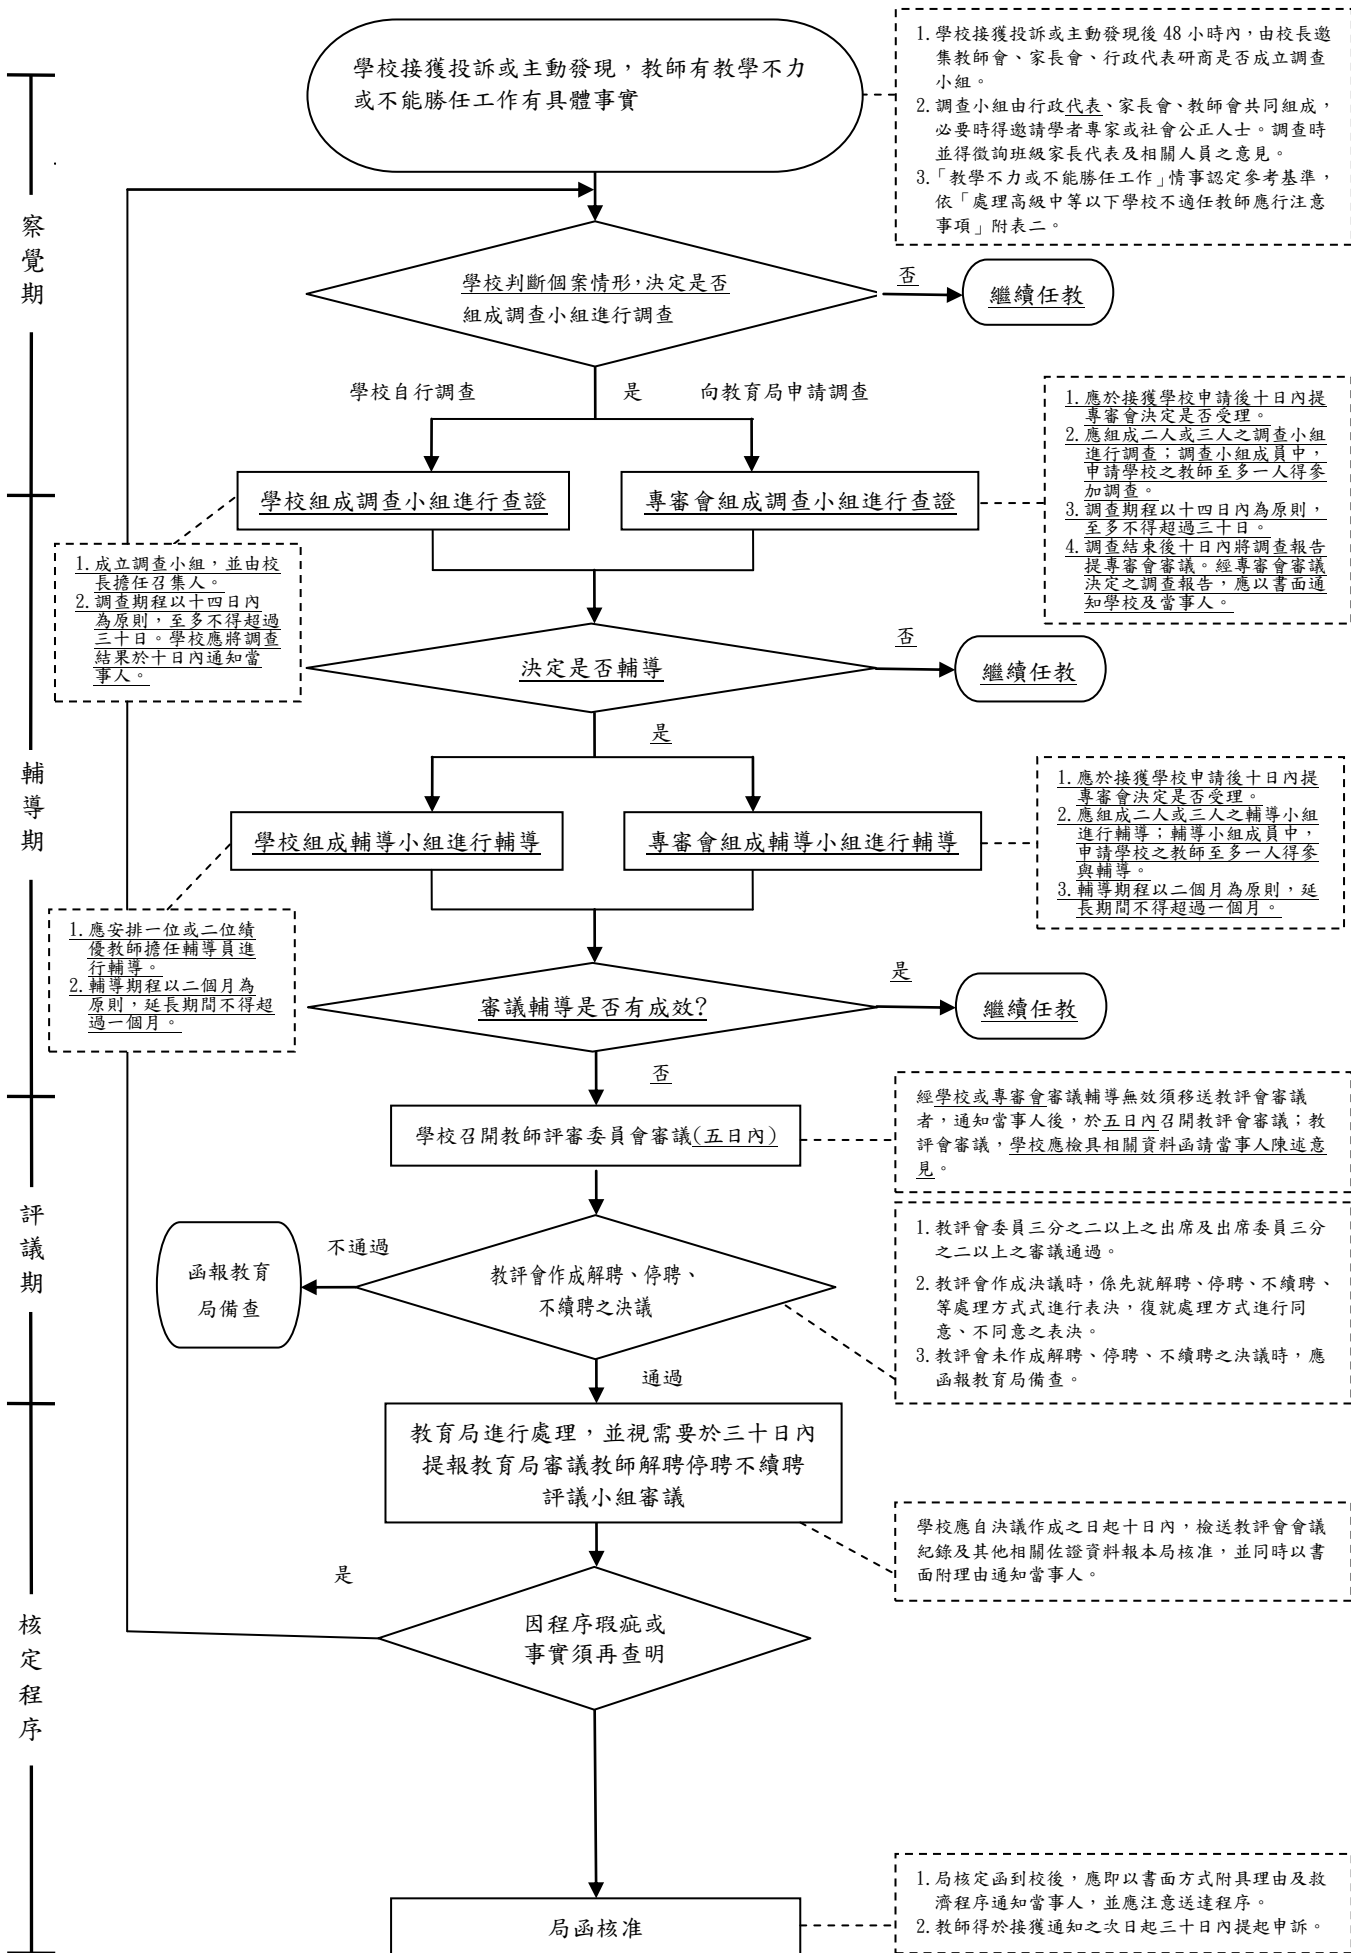 學校接獲投訴或主動發現，教師有教學不力
或不能勝任工作有具體事實
1. 學校接獲投訴或主動發現後 48 小時內，由校長邀
集教師會、家長會、行政代表研商是否成立調查
小組。
2. 調查小組由行政代表、家長會、教師會共同組成，
必要時得邀請學者專家或社會公正人士。調查時
並得徵詢班級家長代表及相關人員之意見。
3.「教學不力或不能勝任工作」情事認定參考基準，
依「處理高級中等以下學校不適任教師應行注意
事項」附表二。
察
覺
期
學校判斷個案情形，決定是否
組成調查小組進行調查
否
繼續任教
學校自行調查
是
向教育局申請調查
1. 應於接獲學校申請後十日內提
專審會決定是否受理。
2. 應組成二人或三人之調查小組
進行調查；調查小組成員中，
申請學校之教師至多一人得參
加調查。
3. 調查期程以十四日內為原則，
至多不得超過三十日。
4. 調查結束後十日內將調查報告
提專審會審議。經專審會審議
決定之調查報告，應以書面通
知學校及當事人。
學校組成調查小組進行查證
專審會組成調查小組進行查證
1. 成立調查小組，並由校
長擔任召集人。
2. 調查期程以十四日內
為原則，至多不得超過
三十日。學校應將調查
結果於十日內通知當
事人。
決定是否輔導
否
繼續任教
是
輔
導
期
學校組成輔導小組進行輔導
專審會組成輔導小組進行輔導
1. 應於接獲學校申請後十日內提
專審會決定是否受理。
2. 應組成二人或三人之輔導小組
進行輔導；輔導小組成員中，
申請學校之教師至多一人得參
與輔導。
3. 輔導期程以二個月為原則，延
長期間不得超過一個月。
1. 應安排一位或二位績
優教師擔任輔導員進
行輔導。
2. 輔導期程以二個月為
原則，延長期間不得超
過一個月。
審議輔導是否有成效?
是
繼續任教
否
學校召開教師評審委員會審議(五日內)
經學校或專審會審議輔導無效須移送教評會審議
者，通知當事人後，於五日內召開教評會審議；教
評會審議，學校應檢具相關資料函請當事人陳述意
見。
評
議
期
不通過
函報教育
局備查
教評會作成解聘、停聘、
不續聘之決議
1. 教評會委員三分之二以上之出席及出席委員三分
之二以上之審議通過。
2. 教評會作成決議時，係先就解聘、停聘、不續聘、
等處理方式式進行表決，復就處理方式進行同
意、不同意之表決。
3. 教評會未作成解聘、停聘、不續聘之決議時，應
函報教育局備查。
通過
教育局進行處理，並視需要於三十日內
提報教育局審議教師解聘停聘不續聘
評議小組審議
學校應自決議作成之日起十日內，檢送教評會會議
紀錄及其他相關佐證資料報本局核准，並同時以書
面附理由通知當事人。
是
因程序瑕疵或
事實須再查明
核
定
程
序
局函核准
1. 局核定函到校後，應即以書面方式附具理由及救
濟程序通知當事人，並應注意送達程序。
2. 教師得於接獲通知之次日起三十日內提起申訴。